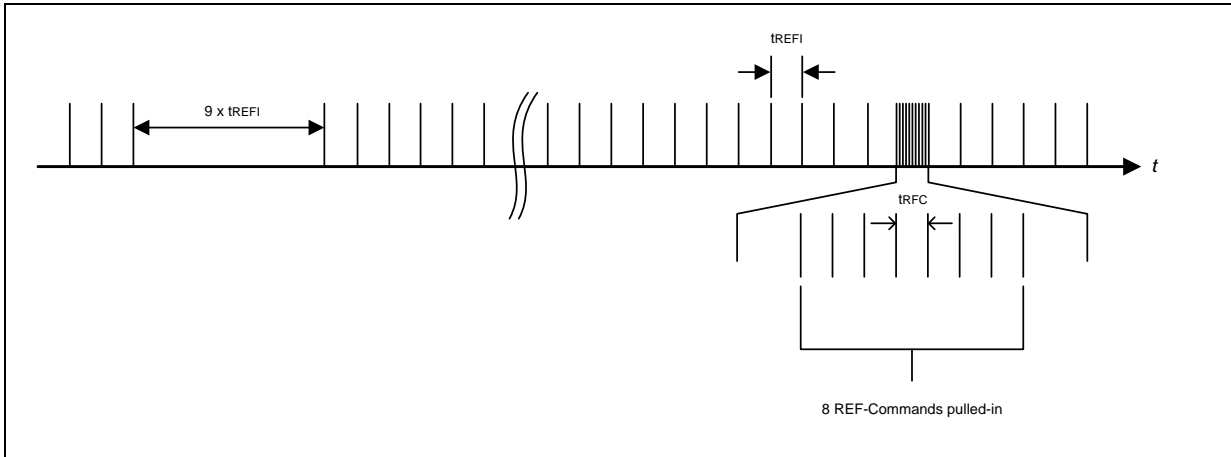 tREFI
9 x tREFI
t
tRFC
8 REF-Commands pulled-in